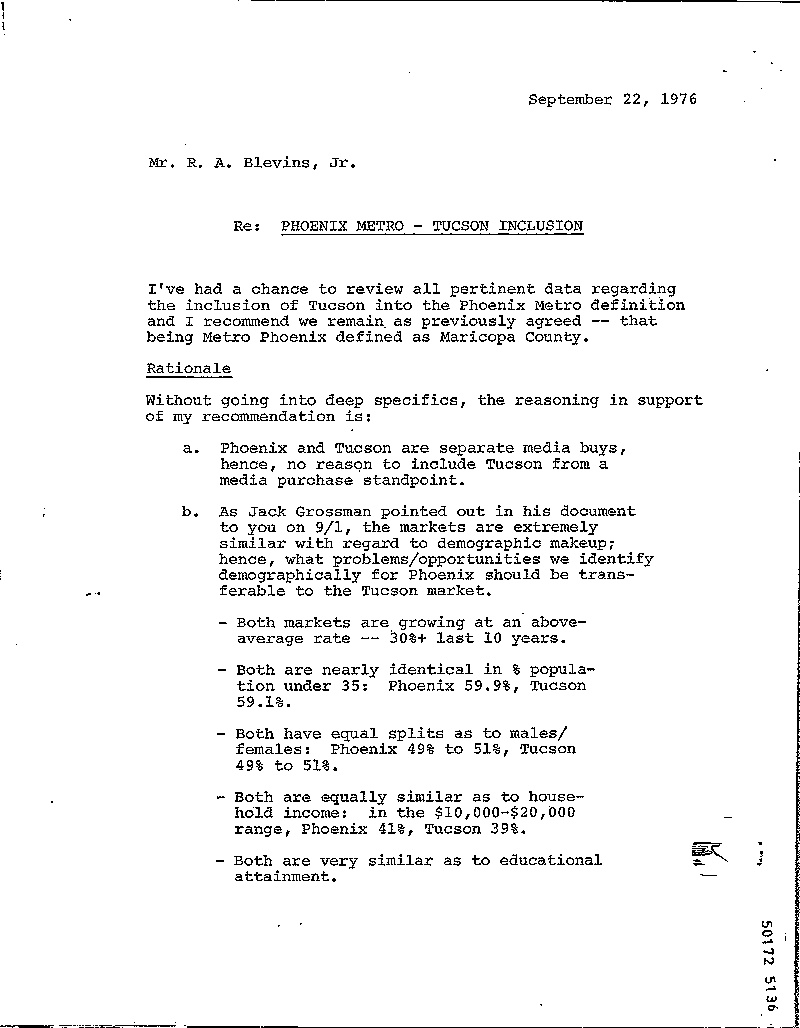 September 22, 1976
Mr. R. A. Blevins, Jr.
Re: PHOENIX METRO - TUCSON INCLUSION
I've had a chance to review all pertinent data regarding
the inclusion of Tucson into the Phoenix Metro definition
and I recommend we remain as previously agreed -- that
being Metro Phoenix defined as Maricopa County.
Rationale
Without going into deep specifics, the reasoning in support
of my recommendation is:
a. Phoenix and Tucson are separate media buys,
hence, no reason to include Tucson from a
media purchase standpoint.
b. As Jack Grossman pointed out in his document
to you on 9/1, the markets are extremely
similar with regard to demographic makeup;
hence, what problems/opportunities we identify
demographically for Phoenix should be trans-
ferable to the Tucson market.
- Both markets are growing at an above-
average rate -- 30%+ last 10 years.
- Both are nearly identical in % popula-
tion under 35: Phoenix 59.9%, Tucson
59.1%.
- Both have equal splits as to males/
females: Phoenix 49% to 51%, Tucson
49% to 51%.
- Both are equally similar as to house-
hold income: in the $10,000-$20,000
range, Phoenix 41%, Tucson 39%.
- Both are very similar as to educational
attainment.
50172 5136